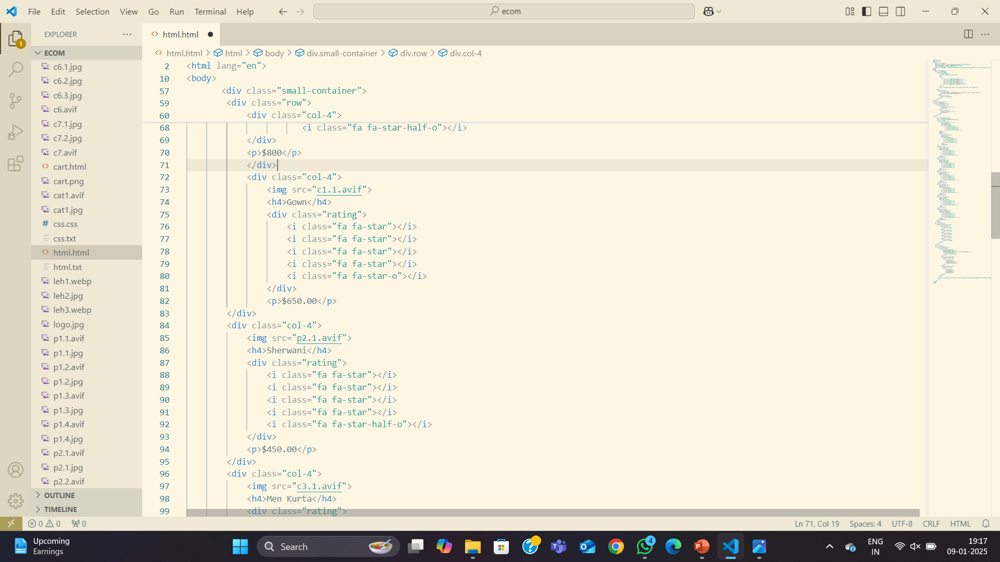 File Edit Selection View Go Run Terminal Help
ecom
EXPLORER
html.html
1
ECOM
html.html > html > body > div.small-container > div.row > div.col-4
c6.1.jpg
c6.2.jpg
c6.3.jpg
c6.avif
c7.1.jpg
c7.2.jpg
c7.avif
cart.html
cart.png
cat1.avif
cat1.jpg
css.css
css.txt
html.html
html.txt
leh1.webp
leh2.jpg
leh3.webp
logo.jpg
p1.1.avif
p1.1.jpg
p1.2.avif
p1.2.jpg
p1.3.avif
p1.3.jpg
p1.4.avif
p1.4.jpg
p2.1.avif
p2.1.jpg
p2.2.avif
OUTLINE
TIMELINE
2 <html lang="en">
10 <body>
57 <div class="small-container">
59 <div class="row">
60 <div class="col-4">
68 <i class="fa fa-star-half-o"></i>
69 </div>
70 <p>$800</p>
71 </div>
72 <div class="col-4">
73 <img src="c1.1.avif">
74 <h4>Gown</h4>
75 <div class="rating">
76 <i class="fa fa-star"></i>
77 <i class="fa fa-star"></i>
78 <i class="fa fa-star"></i>
79 <i class="fa fa-star"></i>
80 <i class="fa fa-star-o"></i>
81 </div>
82 <p>$650.00</p>
83 </div>
84 <div class="col-4">
85 <img src="p2.1.avif">
86 <h4>Sherwani</h4>
87 <div class="rating">
88 <i class="fa fa-star"></i>
89 <i class="fa fa-star"></i>
90 <i class="fa fa-star"></i>
91 <i class="fa fa-star"></i>
92 <i class="fa fa-star-half-o"></i>
93 </div>
94 <p>$450.00</p>
95 </div>
96 <div class="col-4">
97 <img src="c3.1.avif">
98 <h4>Men Kurta</h4>
99 <div class="rating">
0 0 0
Ln 71, Col 19 Spaces: 4 UTF-8 CRLF HTML
Upcoming
Earnings
Search
4
ENG
IN
19:17
09-01-2025